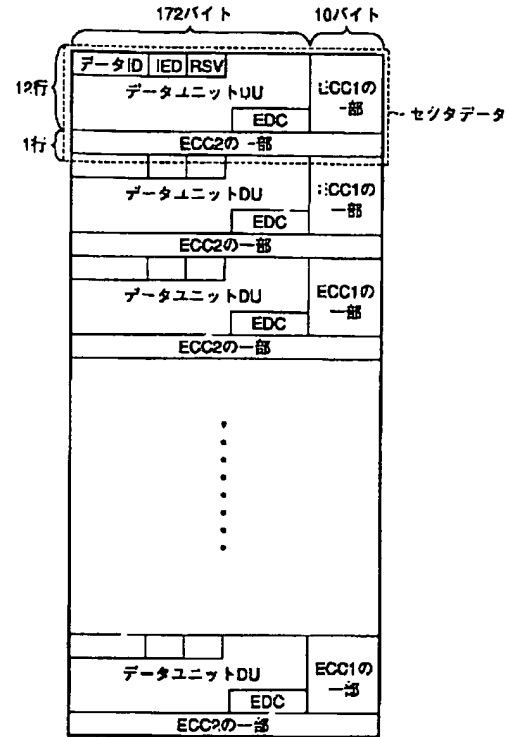 172バイト
10バイト
データID IED RSV
ECC1の
一部
12行
データユニットDU
セクタデータ
EDC
1行
ECC2の一部
データユニットDU
ECC1の
一部
EDC
ECC2の一部
データユニットDU
ECC1の
一部
EDC
ECC2の一部
データユニットDU
ECC1の
一部
EDC
ECC2の一部